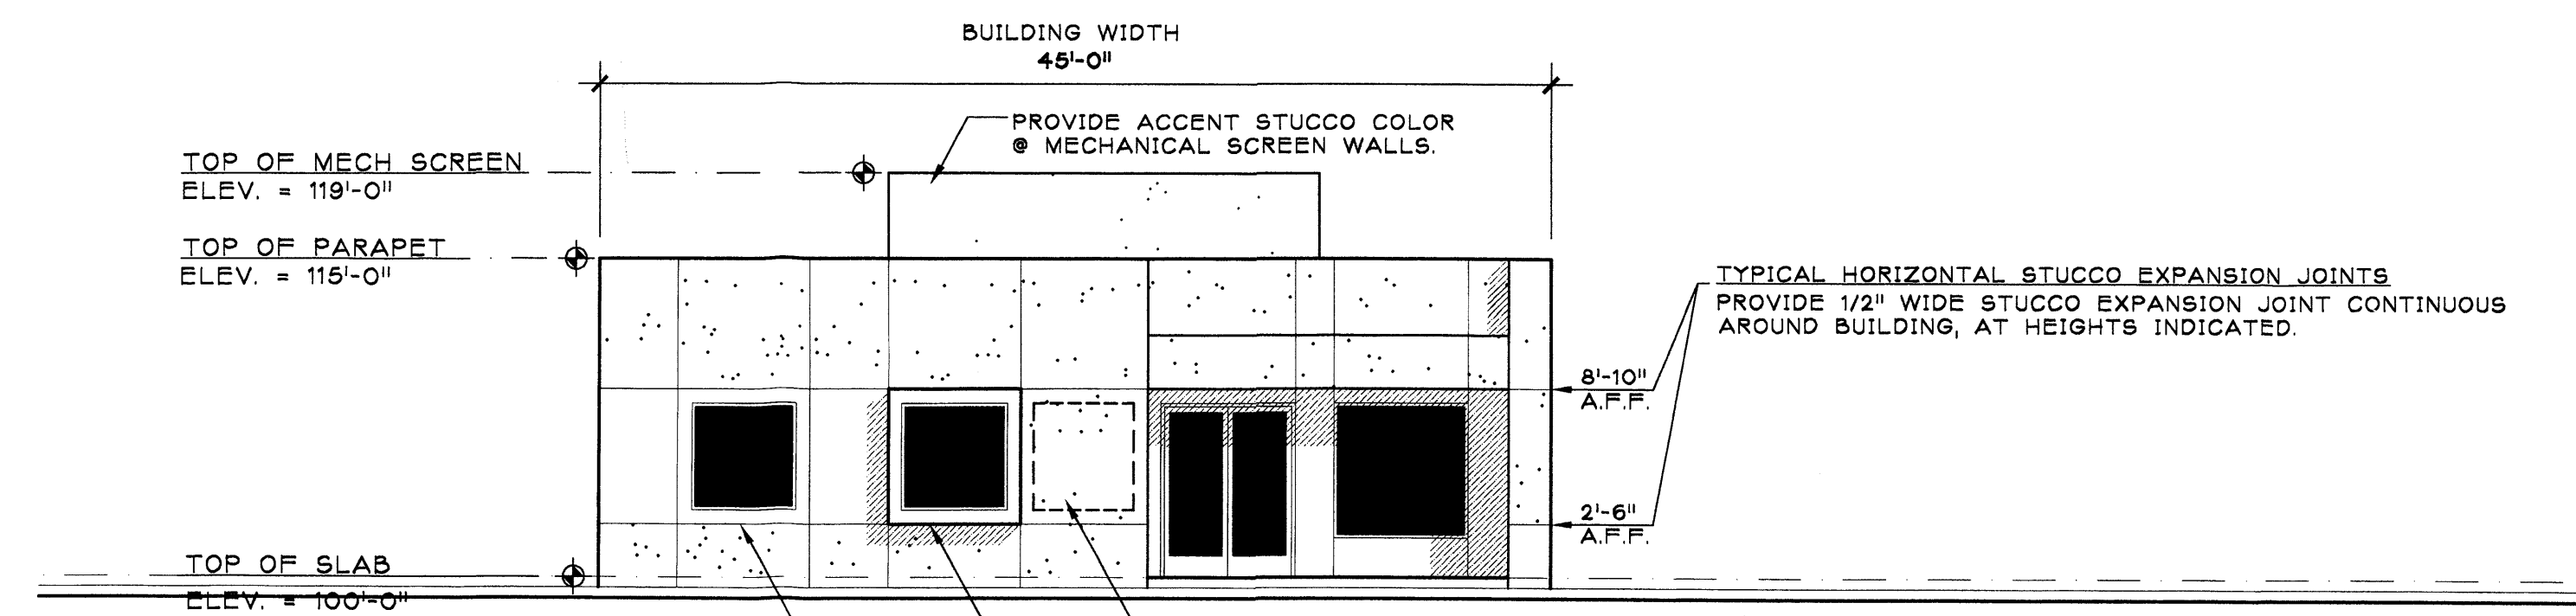 BUILDING WIDTH
45'-0"
PROVIDE ACCENT STUCCO COLOR
@ MECHANICAL SCREEN WALLS.
TOP OF MECH SCREEN
ELEV. = 119'-0"
TOP OF PARAPET
ELEV. = 115'-0"
TYPICAL HORIZONTAL STUCCO EXPANSION JOINTS
PROVIDE 1/2" WIDE STUCCO EXPANSION JOINT CONTINUOUS
AROUND BUILDING, AT HEIGHTS INDICATED.
8'-10"
A.F.F.
2'-6"
A.F.F.
TOP OF SLAB
ELEV. = 100'-0"